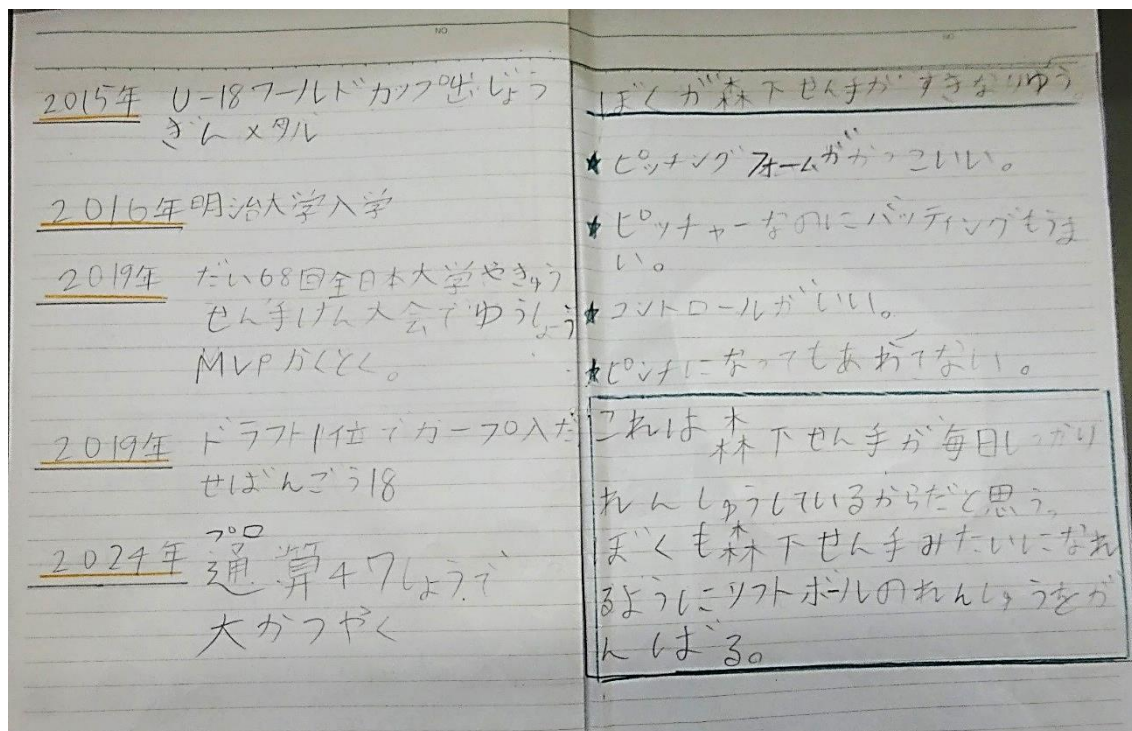 2015年 U-18ワールドカップ出じょう
ぎんメダル
2016年 明治大学入学
2019年 だい68回全日本大学やきゅう
せん手けん大会でゆうしょう
MVPかくとく。
2019年 ドラフト1位でカープ入だ
せばんごう18
プロ
2024年 通算47しょうで
大かつやく
ぼくが森下せん手がすきなりゆう
★ピッチングフォームががっこいい。
★ピッチャーなのにバッティングもうま
い。
★コントロールがいい。
★ピンチになってもあわてない。
これは森下せん手が毎日しっかり
れんしゅうしているからだと思う。
ぼくも森下せん手みたいになれ
るようにソフトボールのれんしゅうをが
んばる。